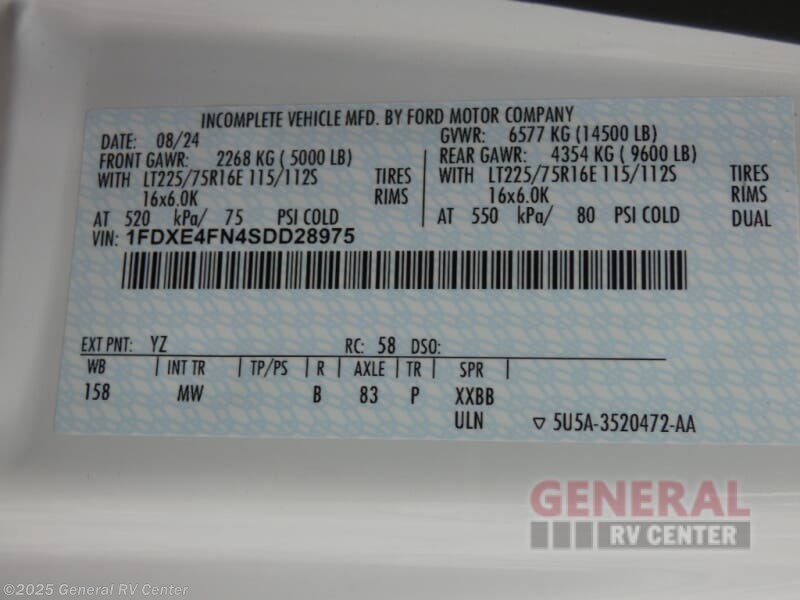 INCOMPLETE VEHICLE MFD. BY FORD MOTOR COMPANY
DATE: 08/24 GVWR: 6577 KG (14500 LB)
FRONT GAWR: 2268 KG ( 5000 LB) REAR GAWR: 4354 KG ( 9600 LB)
WITH LT225/75R16E 115/112S TIRES WITH LT225/75R16E 115/112S TIRES
16x6.0K RIMS 16x6.0K RIMS
AT 520 kPa/ 75 PSI COLD AT 550 kPa/ 80 PSI COLD DUAL
VIN: 1FDXE4FN4SDD28975
EXT PNT: YZ RC: 58 DSO:
WB INT TR TP/PS R AXLE TR SPR
158 MW B 83 P XXBB
ULN ▽ 5U5A-3520472-AA
GENERAL
RV CENTER
©2025 General RV Center